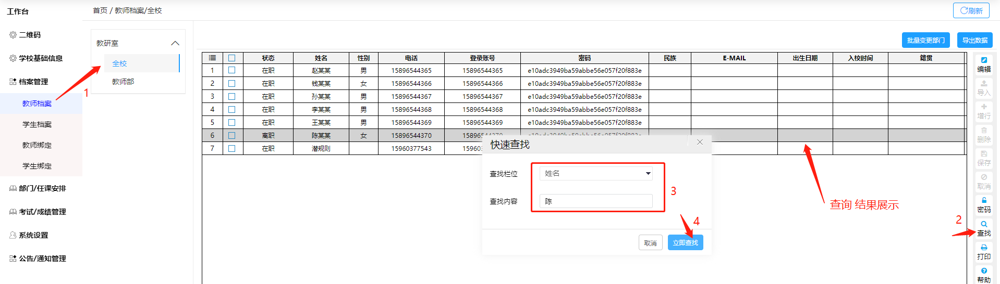 工作台
首页 / 教师档案/全校
刷新
二维码
学校基础信息
档案管理
教师档案
学生档案
教师绑定
学生绑定
部门/任课安排
考试/成绩管理
系统设置
公告/通知管理
教研室
全校
教师部
1
批量变更部门 导出数据
状态 姓名 性别 电话 登录账号 密码 民族 E-MAIL 出生日期 入校时间 籍贯
1 在职 赵某某 男 15896544365 15896544365 e10adc3949ba59abbe56e057f20f883e
2 在职 钱某某 女 15896544366 15896544366 e10adc3949ba59abbe56e057f20f883e
3 在职 孙某某 男 15896544367 15896544367 e10adc3949ba59abbe56e057f20f883e
4 在职 李某某 男 15896544368 15896544368 e10adc3949ba59abbe56e057f20f883e
5 在职 王某某 男 15896544369 15896544369 e10adc3949ba59abbe56e057f20f883e
6 离职 陈某某 女 15896544370 15896544370 e10adc3949ba59abbe56e057f20f883e
7 在职 潜规则 15960377543 15960
快速查找
查找栏位 姓名
查找内容 陈
3
4
取消 立即查找
查询 结果展示
2
编辑
导入
增行
删除
保存
取消
密码
查找
打印
帮助